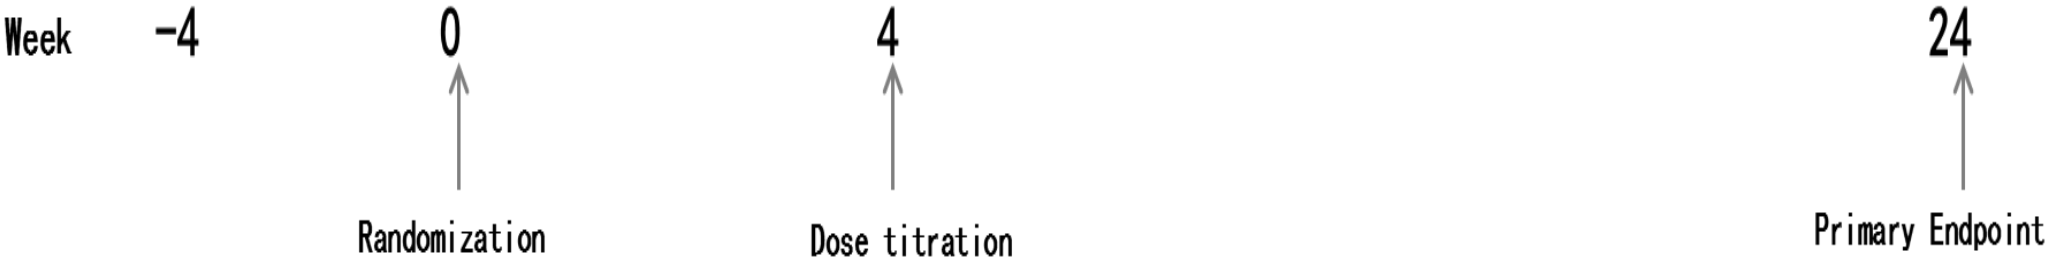 Week -4 0 4 24
Randomization Dose titration Primary Endpoint